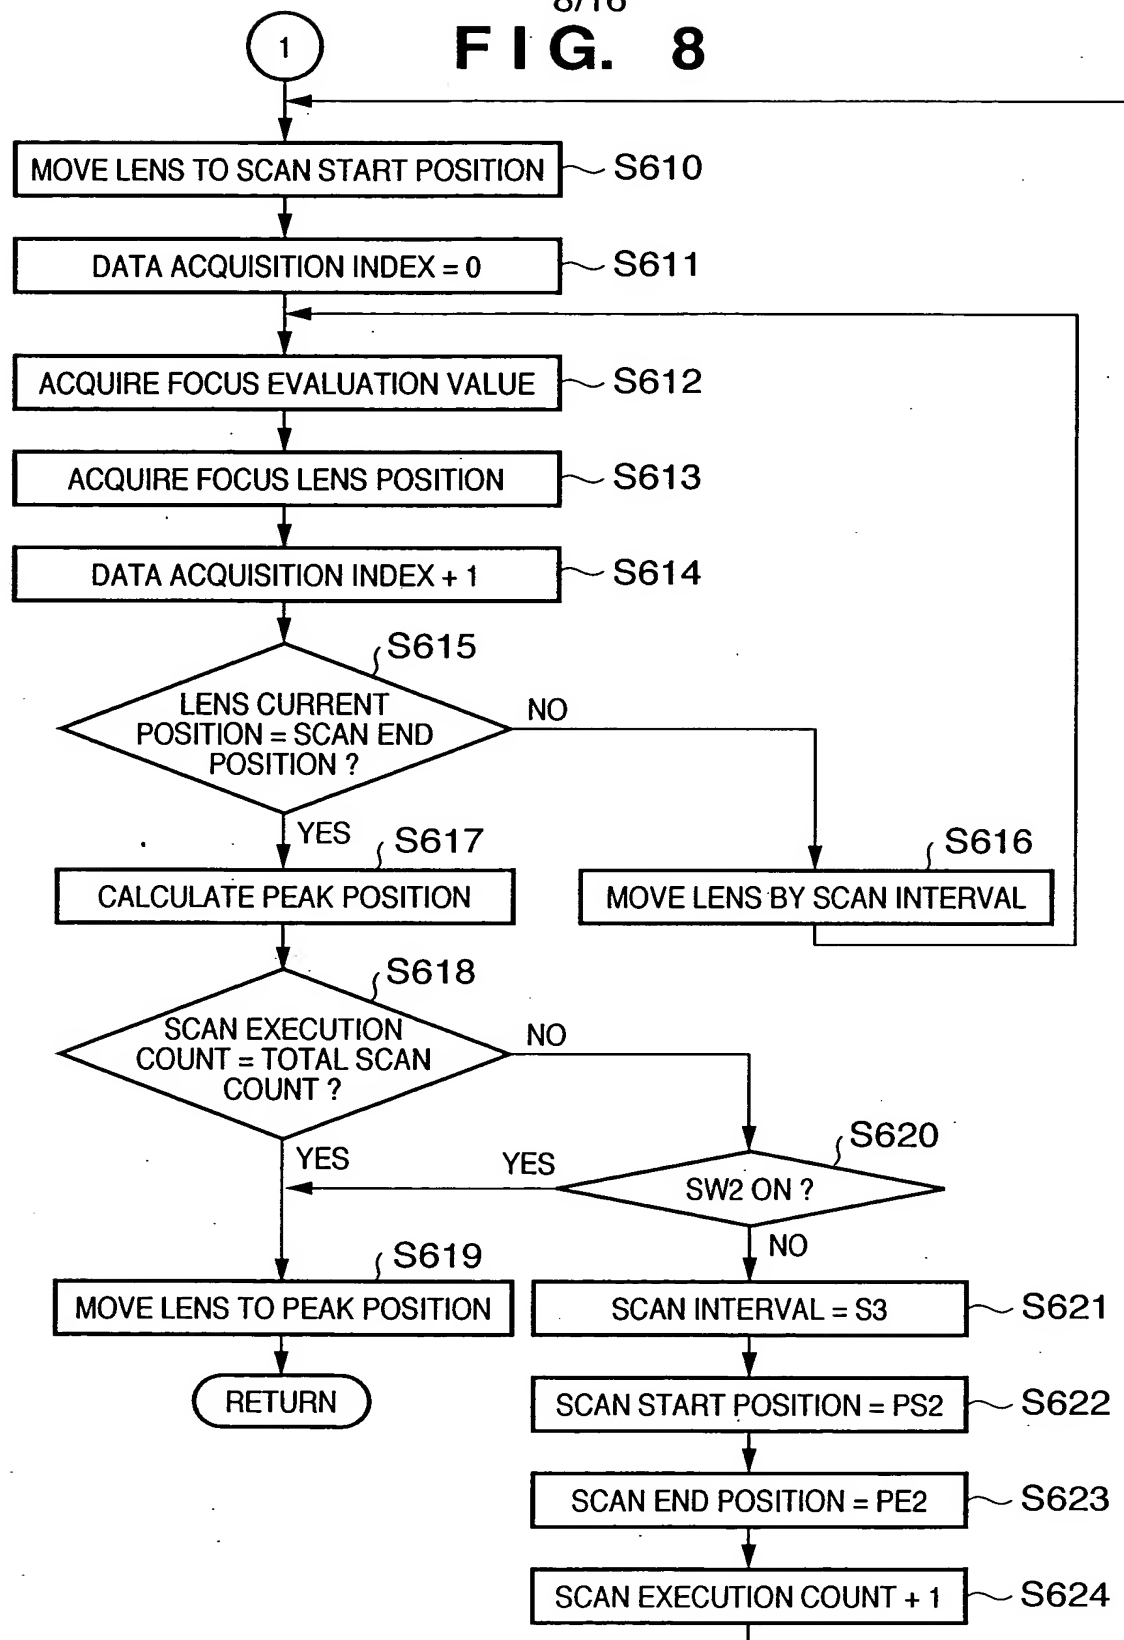 8/16
FIG. 8
1
MOVE LENS TO SCAN START POSITION
S610
DATA ACQUISITION INDEX = 0
S611
ACQUIRE FOCUS EVALUATION VALUE
S612
ACQUIRE FOCUS LENS POSITION
S613
DATA ACQUISITION INDEX + 1
S614
S615
LENS CURRENT
POSITION = SCAN END
POSITION ?
NO
YES
S617
CALCULATE PEAK POSITION
S616
MOVE LENS BY SCAN INTERVAL
S618
SCAN EXECUTION
COUNT = TOTAL SCAN
COUNT ?
NO
YES
S620
SW2 ON ?
YES
NO
S619
MOVE LENS TO PEAK POSITION
RETURN
SCAN INTERVAL = S3
S621
SCAN START POSITION = PS2
S622
SCAN END POSITION = PE2
S623
SCAN EXECUTION COUNT + 1
S624